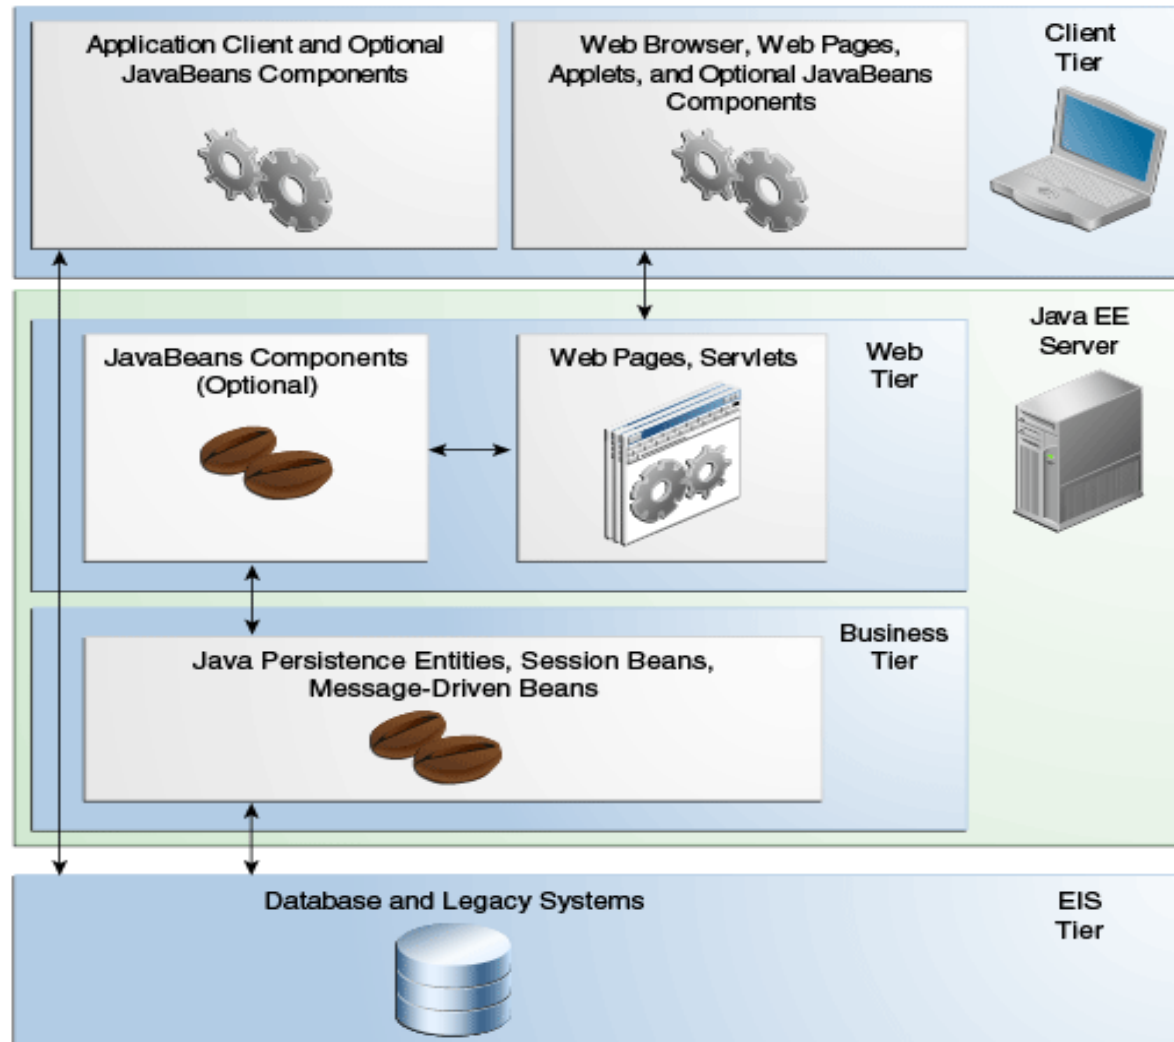 Application Client and Optional
JavaBeans Components
Web Browser, Web Pages,
Applets, and Optional JavaBeans
Components
Client
Tier
JavaBeans Components
(Optional)
Web Pages, Servlets
Web
Tier
Java EE
Server
Java Persistence Entities, Session Beans,
Message-Driven Beans
Business
Tier
Database and Legacy Systems
EIS
Tier